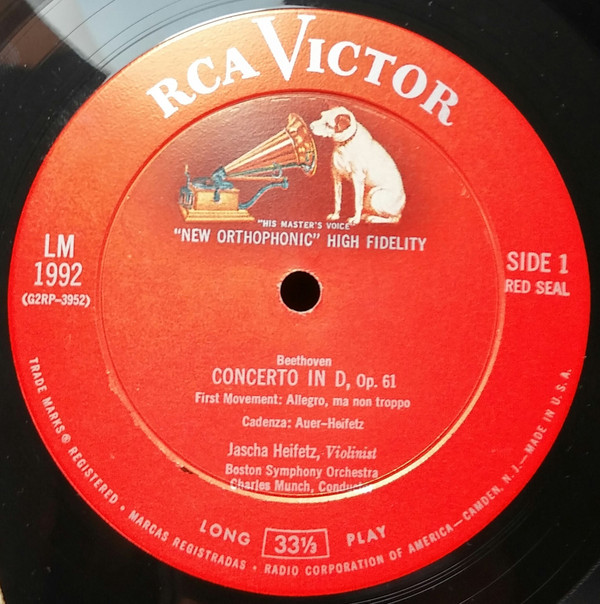 RCA VICTOR
"HIS MASTER'S VOICE"
"NEW ORTHOPHONIC" HIGH FIDELITY
LM
1992
(G2RP-3952)
SIDE 1
RED SEAL
Beethoven
CONCERTO IN D, Op. 61
First Movement: Allegro, ma non troppo
Cadenza: Auer-Heifetz
Jascha Heifetz, Violinist
Boston Symphony Orchestra
Charles Munch,
LONG 33⅓ PLAY
TRADE MARKS® REGISTERED • MARCAS REGISTRADAS • RADIO CORPORATION OF AMERICA—CAMDEN, N. J.—MADE IN U.S.A.